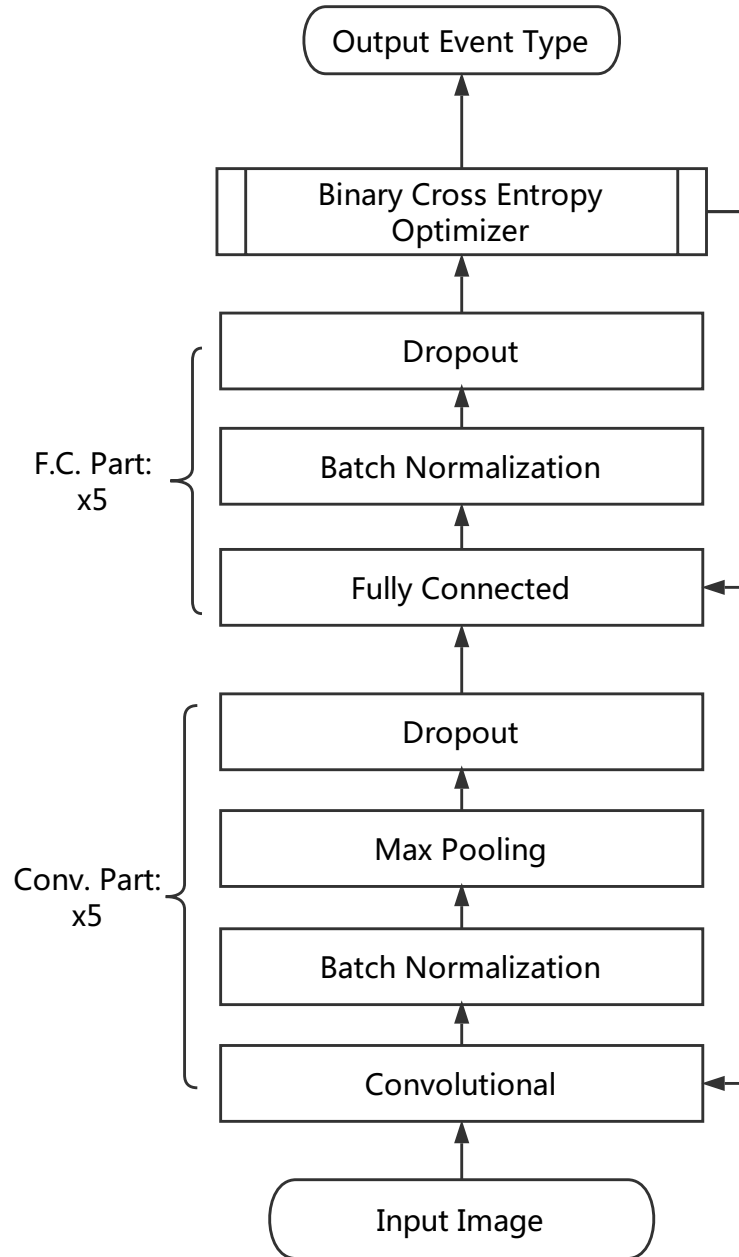 Output Event Type
Binary Cross Entropy
Optimizer
Dropout
Batch Normalization
F.C. Part:
x5
Fully Connected
Dropout
Max Pooling
Conv. Part:
x5
Batch Normalization
Convolutional
Input Image